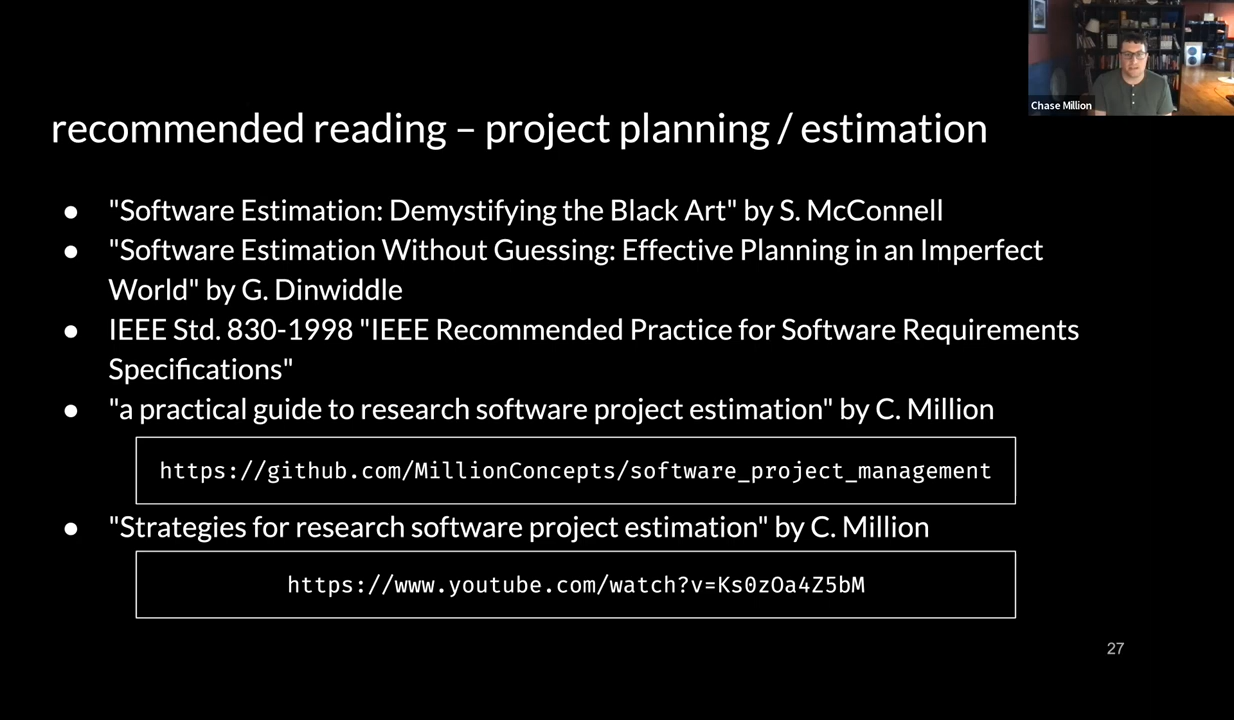 Chase Million
recommended reading – project planning / estimation
● "Software Estimation: Demystifying the Black Art" by S. McConnell
● "Software Estimation Without Guessing: Effective Planning in an Imperfect
World" by G. Dinwiddle
● IEEE Std. 830-1998 "IEEE Recommended Practice for Software Requirements
Specifications"
● "a practical guide to research software project estimation" by C. Million
https://github.com/MillionConcepts/software_project_management
● "Strategies for research software project estimation" by C. Million
https://www.youtube.com/watch?v=Ks0zOa4Z5bM
27